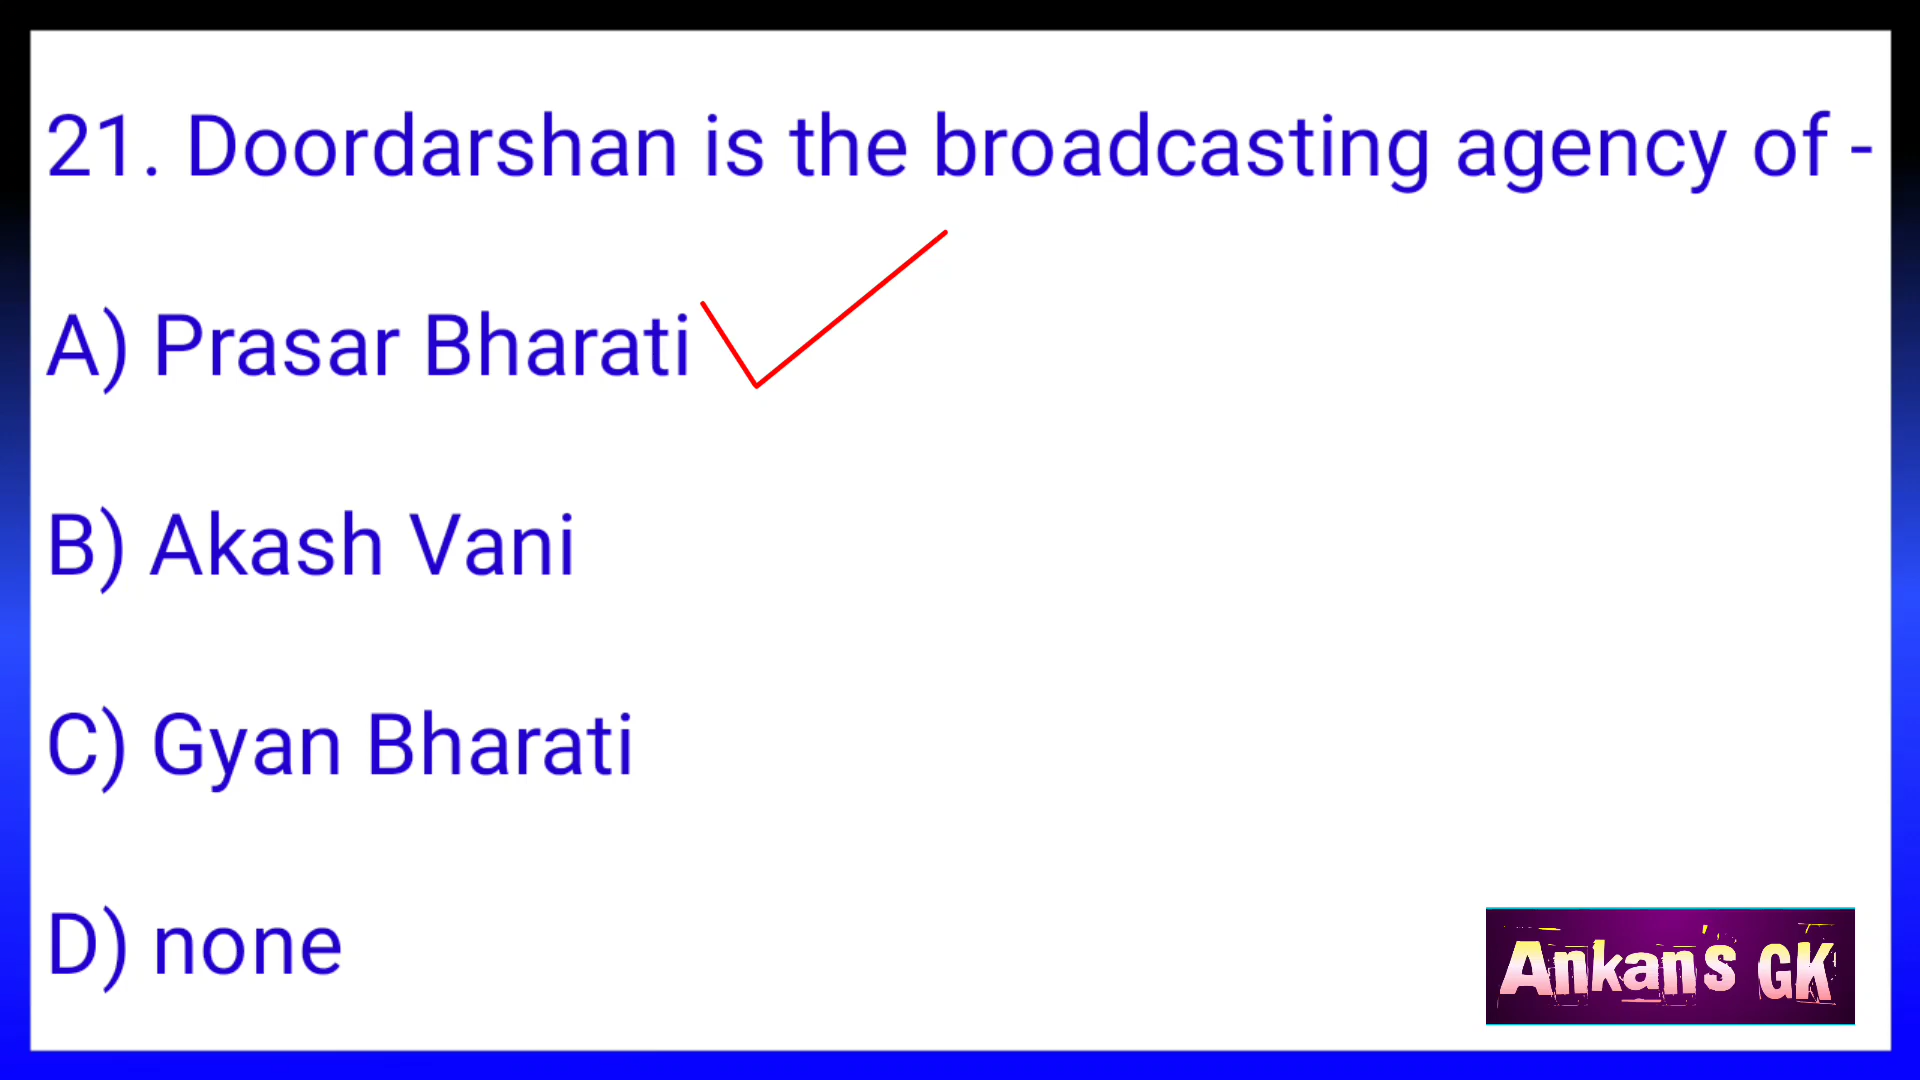 21. Doordarshan is the broadcasting agency of -
A) Prasar Bharati
B) Akash Vani
C) Gyan Bharati
D) none
Ankan's GK